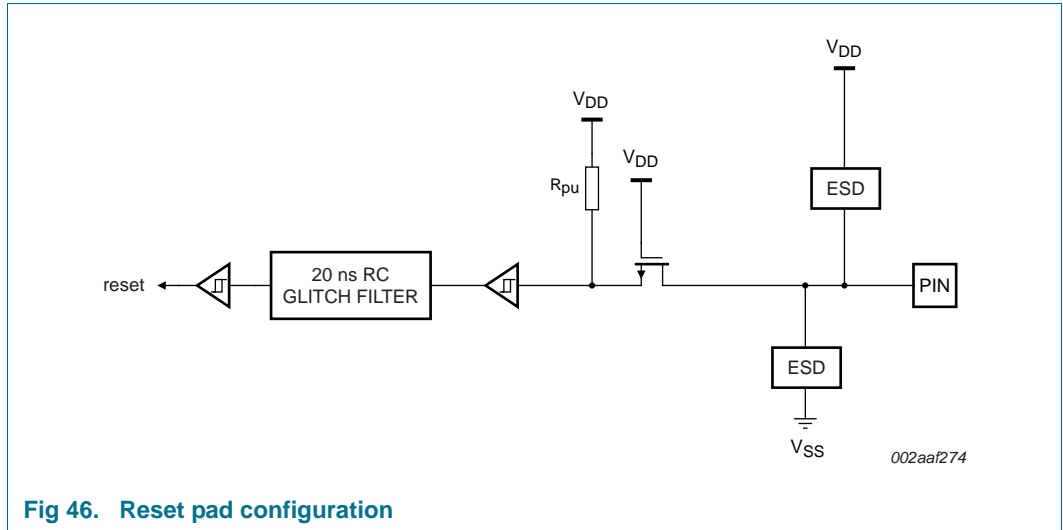 VDD
VDD
VDD
Rpu
ESD
reset
20 ns RC
GLITCH FILTER
PIN
ESD
VSS
002aaf274
Fig 46. Reset pad configuration